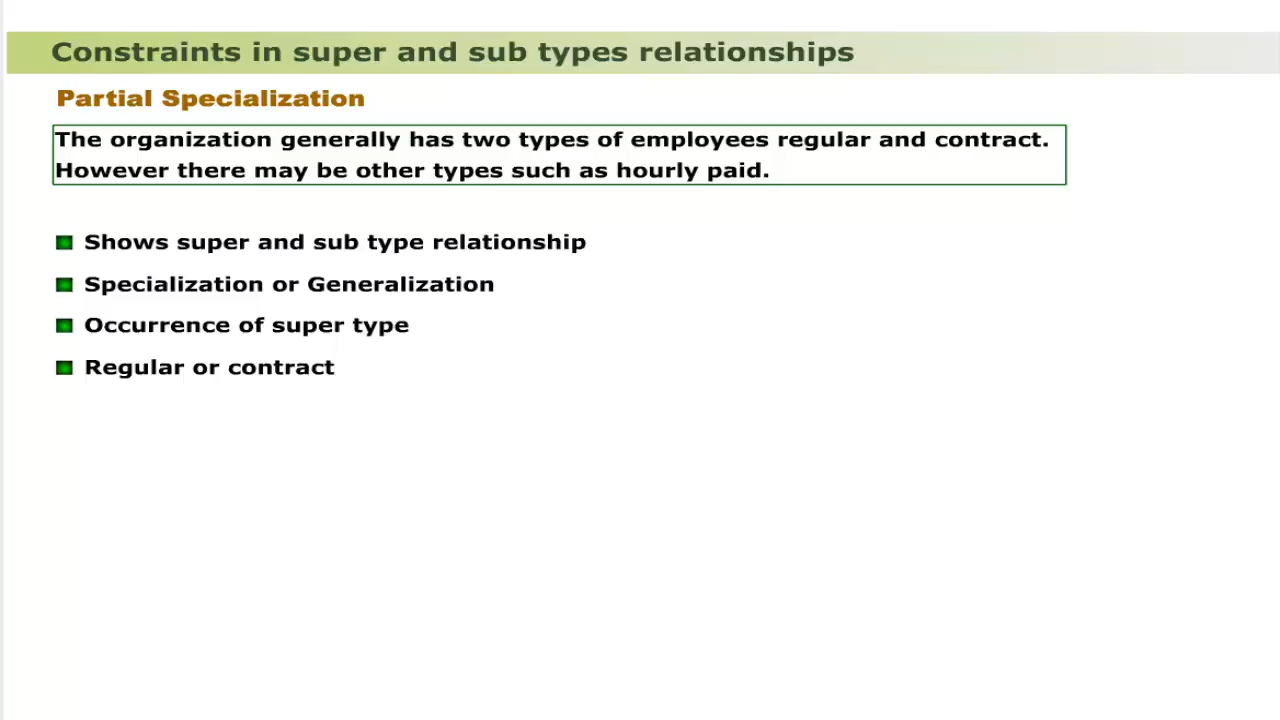 Constraints in super and sub types relationships
Partial Specialization
The organization generally has two types of employees regular and contract.
However there may be other types such as hourly paid.
Shows super and sub type relationship
Specialization or Generalization
Occurrence of super type
Regular or contract